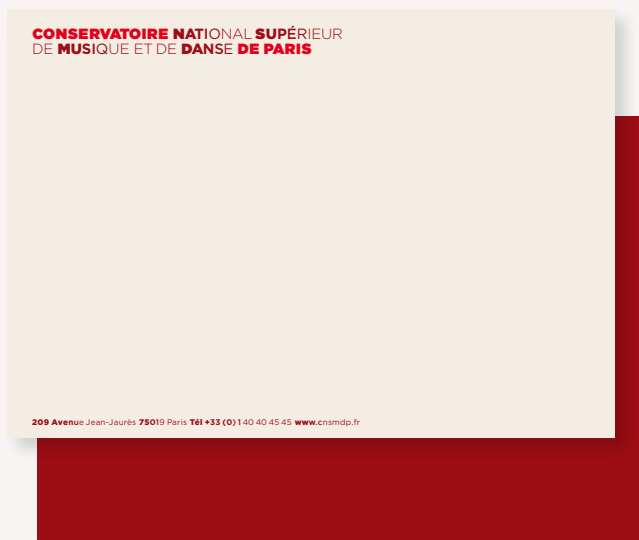 CONSERVATOIRE NATIONAL SUPÉRIEUR
DE MUSIQUE ET DE DANSE DE PARIS
209 Avenue Jean-Jaurès 75019 Paris Tél +33 (0) 1 40 40 45 45 www.cnsmdp.fr